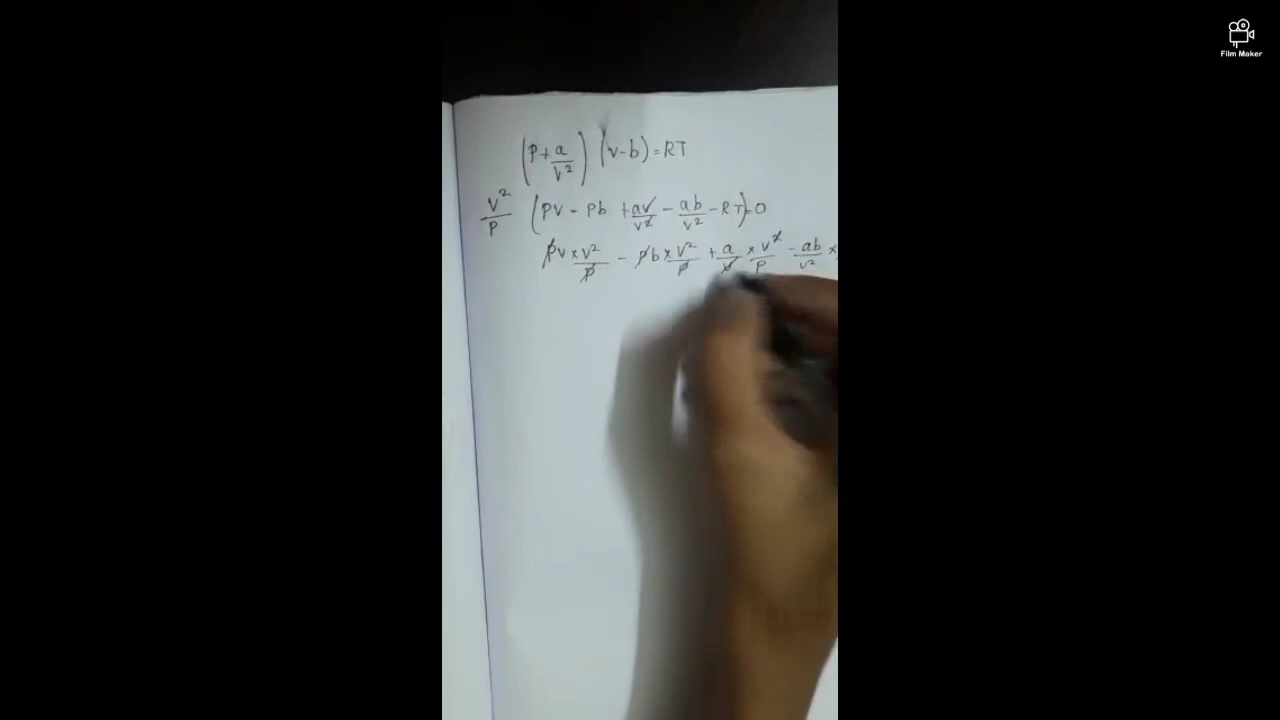 Film Maker
(P + a/V²) (V-b) = RT
V²/P (PV - Pb + aV/V² - ab/V² - RT) = 0
PV × V²/P - Pb × V²/P + a/V × V²/P - ab/V² ×